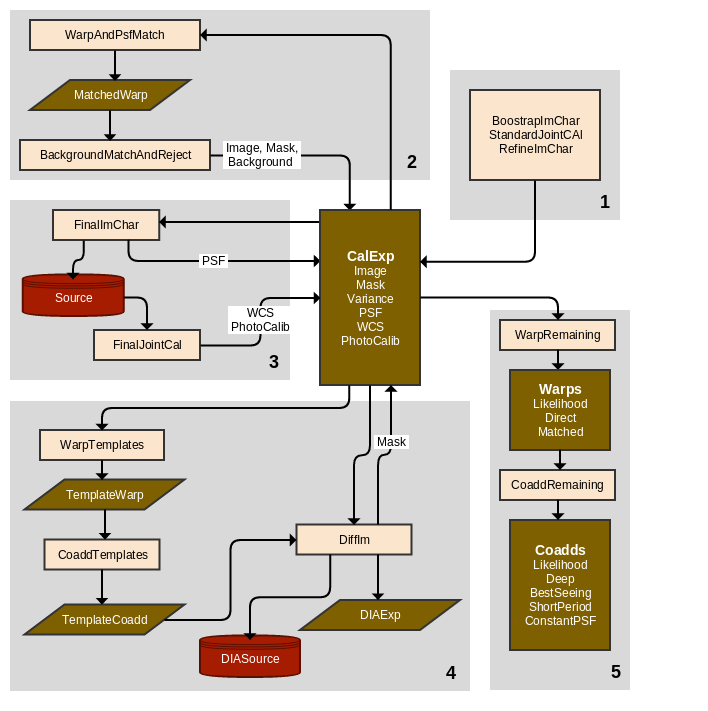 WarpAndPsfMatch
MatchedWarp
BackgroundMatchAndReject
Image, Mask,
Background
2
BoostrapImChar
StandardJointCAl
RefineImChar
1
FinalImChar
PSF
Source
WCS
PhotoCalib
FinalJointCal
3
CalExp
Image
Mask
Variance
PSF
WCS
PhotoCalib
WarpRemaining
Warps
Likelihood
Direct
Matched
CoaddRemaining
Coadds
Likelihood
Deep
BestSeeing
ShortPeriod
ConstantPSF
5
WarpTemplates
Mask
TemplateWarp
CoaddTemplates
DiffIm
TemplateCoadd
DIAExp
DIASource
4